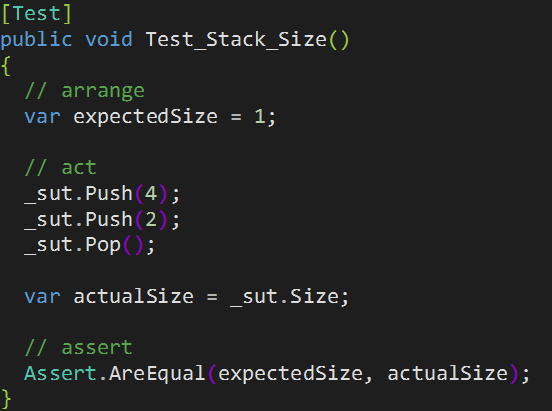 [Test]
public void Test_Stack_Size()
{
  // arrange
  var expectedSize = 1;
  // act
  _sut.Push(4);
  _sut.Push(2);
  _sut.Pop();
  var actualSize = _sut.Size;
  // assert
  Assert.AreEqual(expectedSize, actualSize);
}